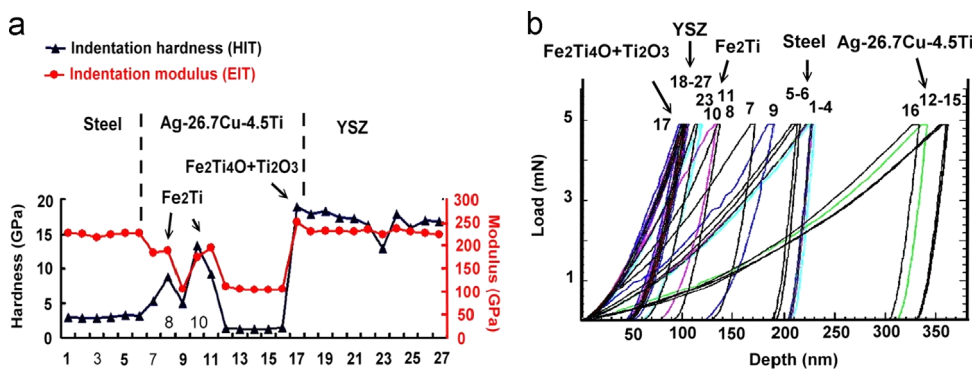 a
Indentation hardness (HIT)
Indentation modulus (EIT)
Steel Ag-26.7Cu-4.5Ti YSZ
Fe2Ti4O+Ti2O3
Fe2Ti
Hardness (GPa)
20
15
10
5
0
8 10
1 3 5 7 9 11 13 15 17 19 21 23 25 27
300
250
200
150
100
50
0
Modulus (GPa)
b
YSZ
Fe2Ti4O+Ti2O3 Fe2Ti Steel Ag-26.7Cu-4.5Ti
18-27 11 5-6 12-15
23 8 7 9 1-4 16
17 10
Load (mN)
5
3
1
50 100 150 200 250 300 350
Depth (nm)